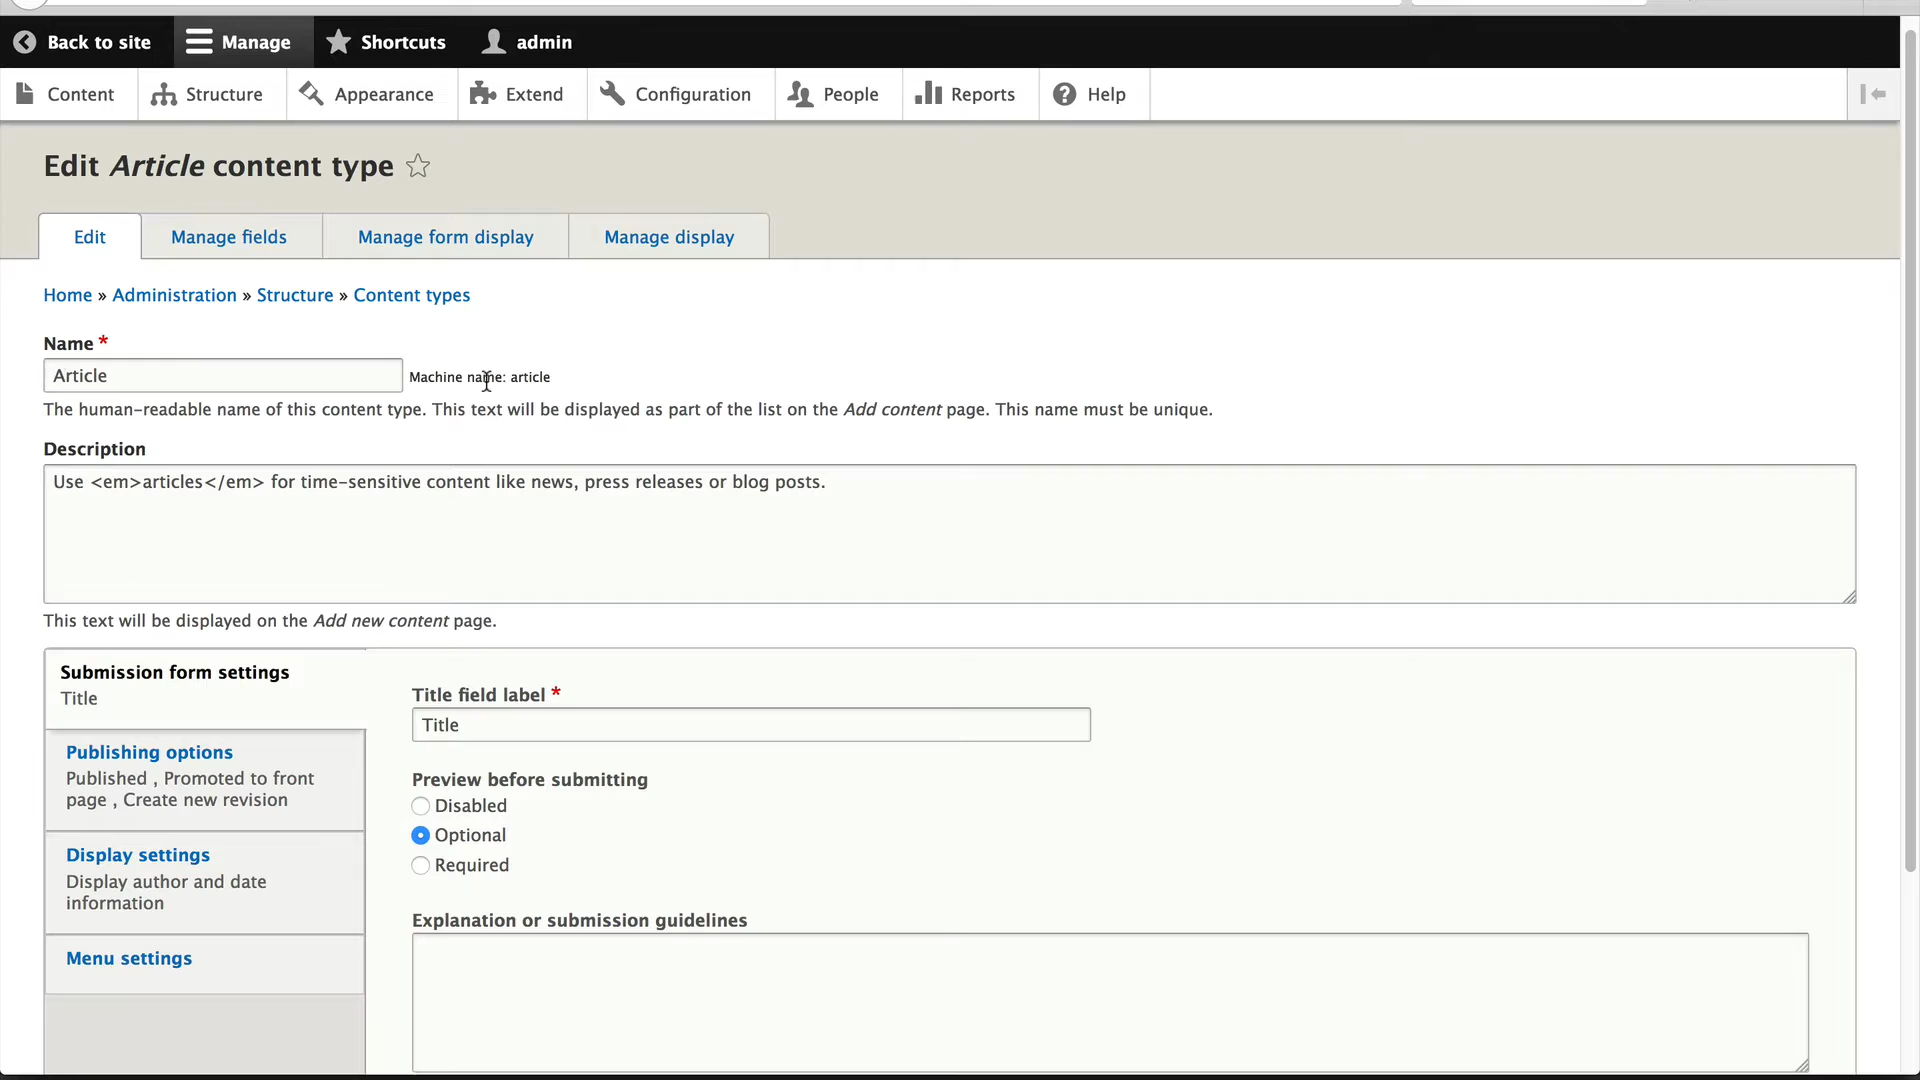 Back to site Manage Shortcuts admin
Content Structure Appearance Extend Configuration People Reports Help
Edit Article content type
Edit Manage fields Manage form display Manage display
Home » Administration » Structure » Content types
Name *
Article Machine name: article
The human-readable name of this content type. This text will be displayed as part of the list on the Add content page. This name must be unique.
Description
Use <em>articles</em> for time-sensitive content like news, press releases or blog posts.
This text will be displayed on the Add new content page.
Submission form settings
Title
Publishing options
Published , Promoted to front
page , Create new revision
Display settings
Display author and date
information
Menu settings
Title field label *
Title
Preview before submitting
Disabled
Optional
Required
Explanation or submission guidelines